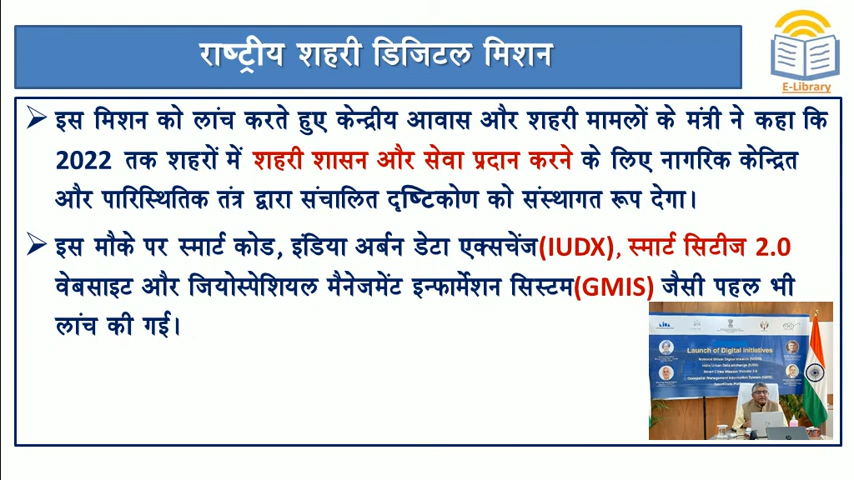 राष्ट्रीय शहरी डिजिटल मिशन
E-Library
इस मिशन को लांच करते हुए केन्द्रीय आवास और शहरी मामलों के मंत्री ने कहा कि
2022 तक शहरों में शहरी शासन और सेवा प्रदान करने के लिए नागरिक केन्द्रित
और पारिस्थितिक तंत्र द्वारा संचालित दृष्टिकोण को संस्थागत रूप देगा।
इस मौके पर स्मार्ट कोड, इंडिया अर्बन डेटा एक्सचेंज(IUDX), स्मार्ट सिटीज 2.0
वेबसाइट और जियोस्पेशियल मैनेजमेंट इन्फार्मेशन सिस्टम(GMIS) जैसी पहल भी
लांच की गई।
Launch of Digital Initiatives